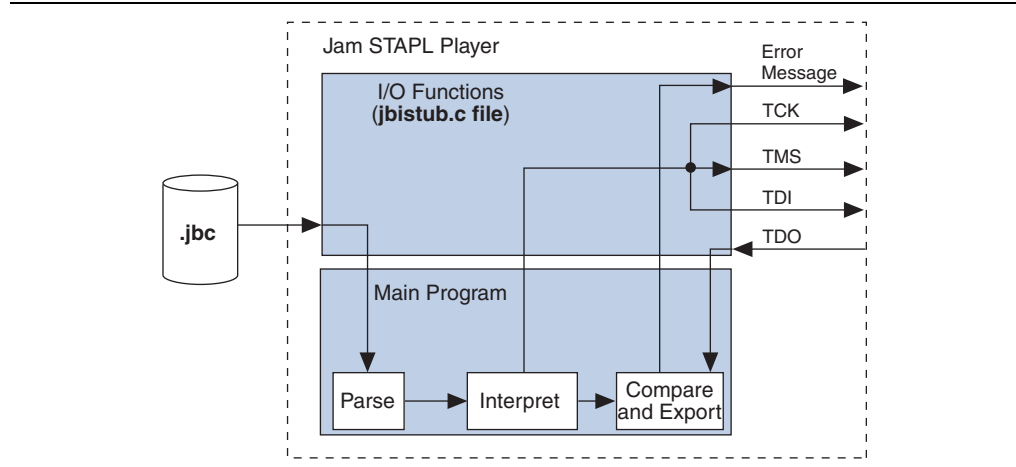 Jam STAPL Player
Error
Message
I/O Functions
(jbistub.c file)
TCK
TMS
TDI
TDO
.jbc
Main Program
Parse
Interpret
Compare
and Export